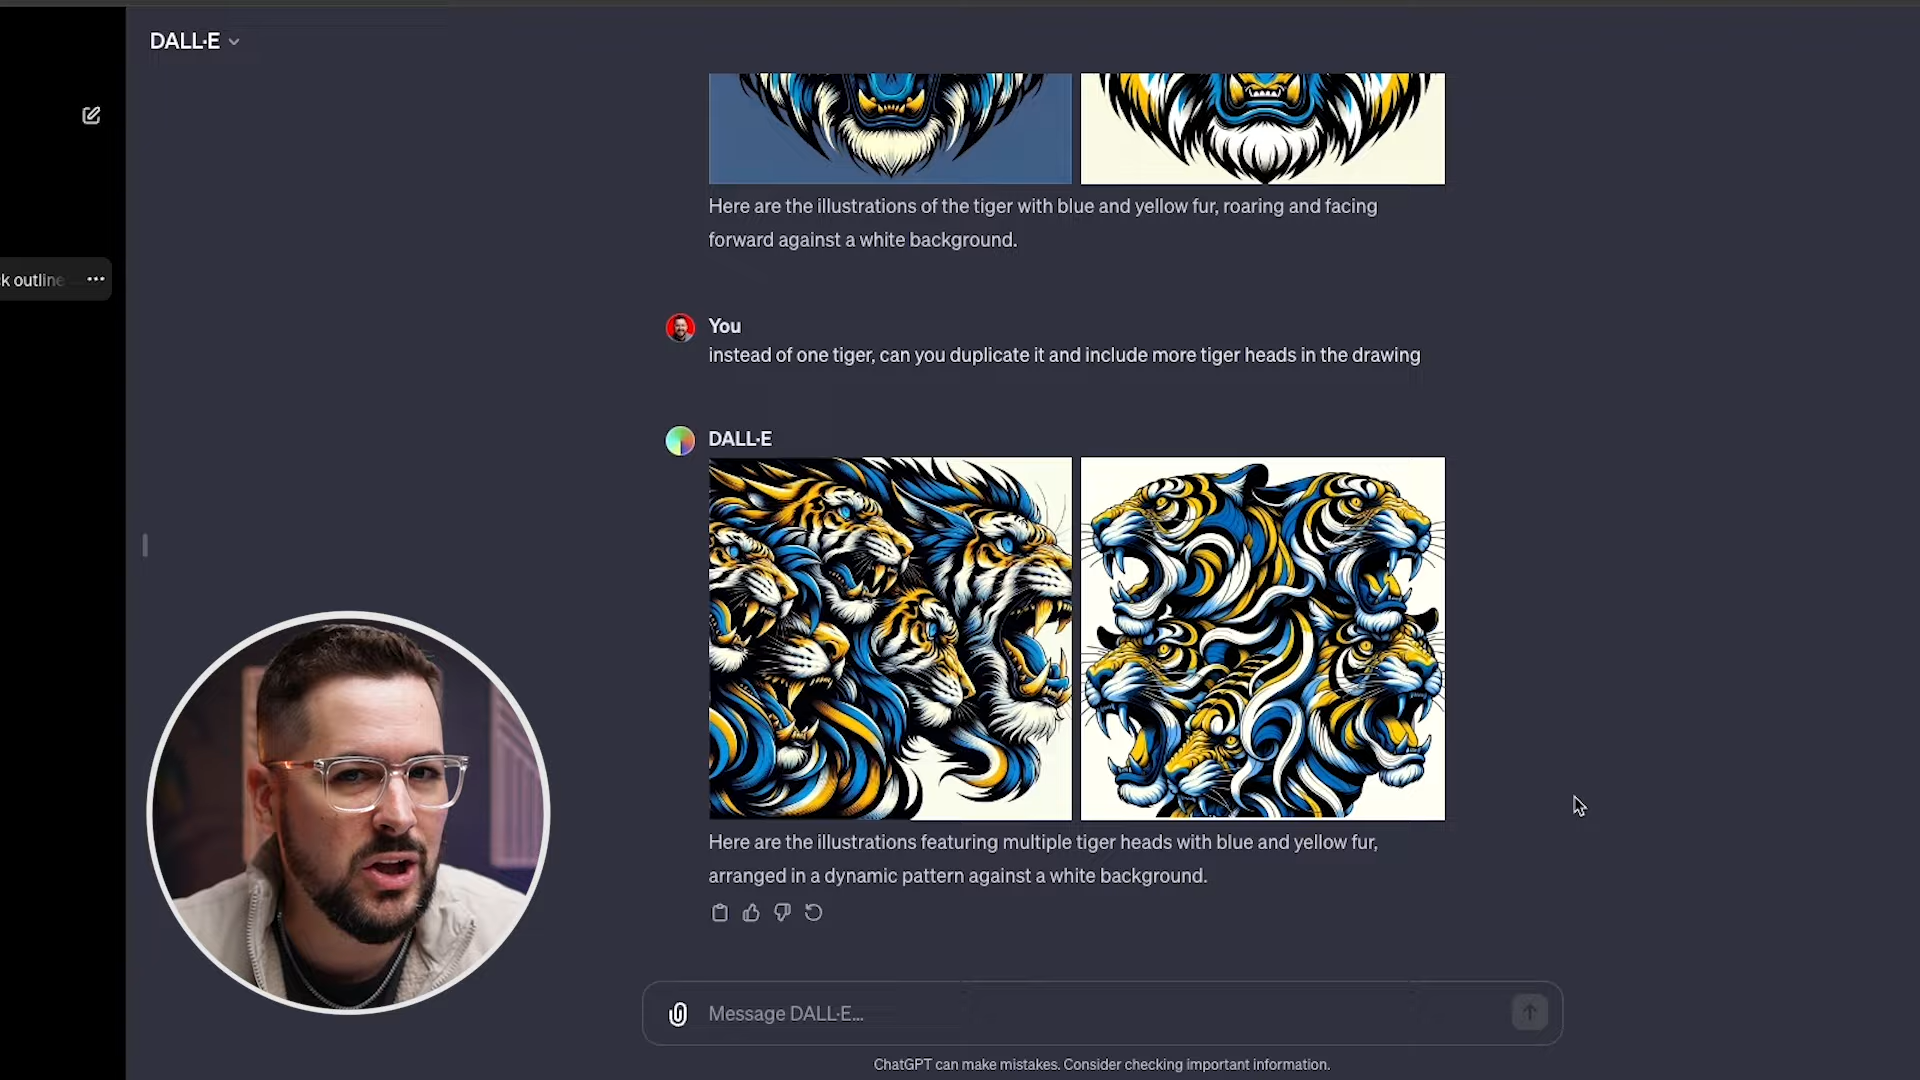 DALL·E
k outline
Here are the illustrations of the tiger with blue and yellow fur, roaring and facing
forward against a white background.
You
instead of one tiger, can you duplicate it and include more tiger heads in the drawing
DALL·E
Here are the illustrations featuring multiple tiger heads with blue and yellow fur,
arranged in a dynamic pattern against a white background.
Message DALL·E…
ChatGPT can make mistakes. Consider checking important information.